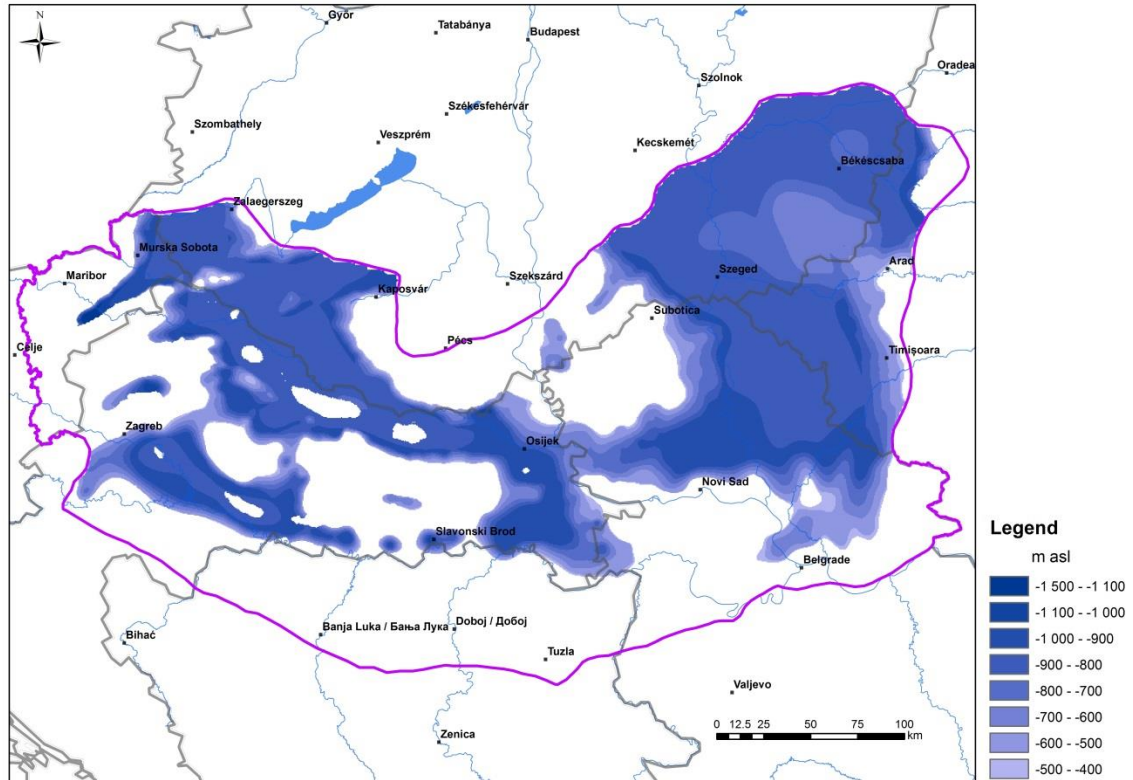 N
Győr
Tatabánya
Budapest
Oradea
Szolnok
Székesfehérvár
Szombathely
Veszprém
Kecskemét
Békéscsaba
Zalaegerszeg
Murska Sobota
Arad
Maribor
Szeged
Szekszárd
Kaposvár
Subotica
Pécs
Celje
Timișoara
Zagreb
Osijek
Novi Sad
Slavonski Brod
Belgrade
Banja Luka / Бања Лука
Doboj / Добој
Bihać
Tuzla
Valjevo
Zenica
0 12.5 25 50 75 100
km
Legend
m asl
-1 500 - -1 100
-1 100 - -1 000
-1 000 - -900
-900 - -800
-800 - -700
-700 - -600
-600 - -500
-500 - -400